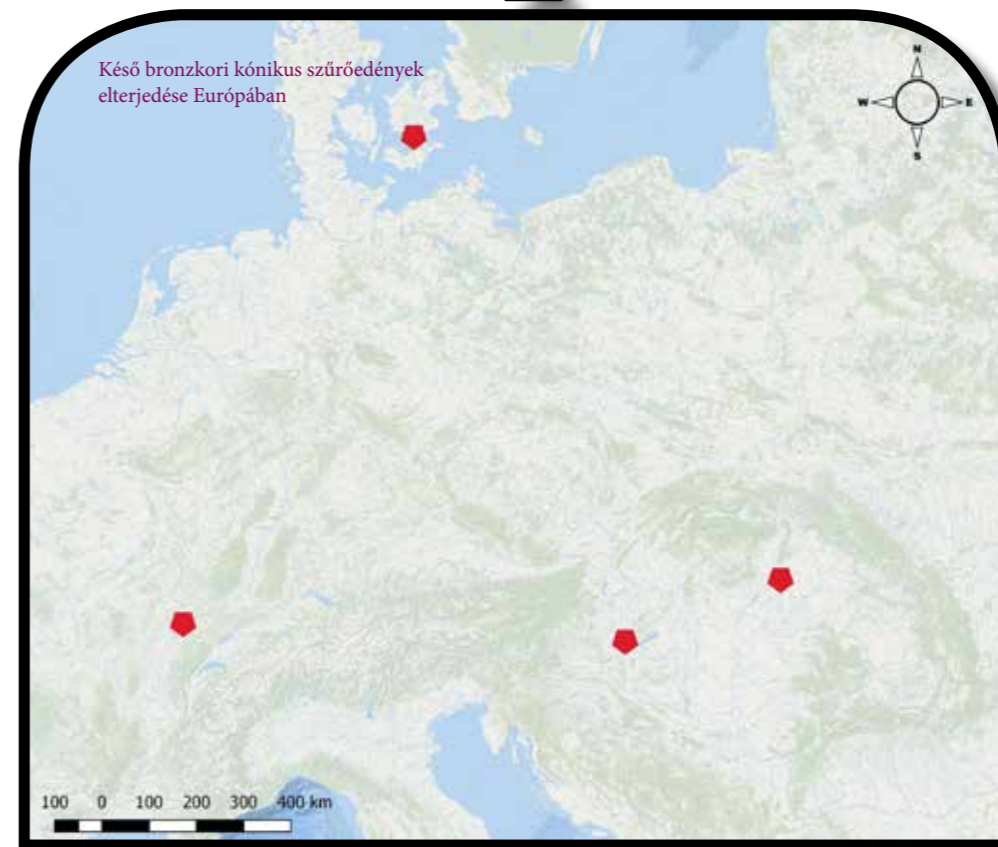 Késő bronzkori kónikus szűrőedények
elterjedése Európában
N
W E
S
100 0 100 200 300 400 km